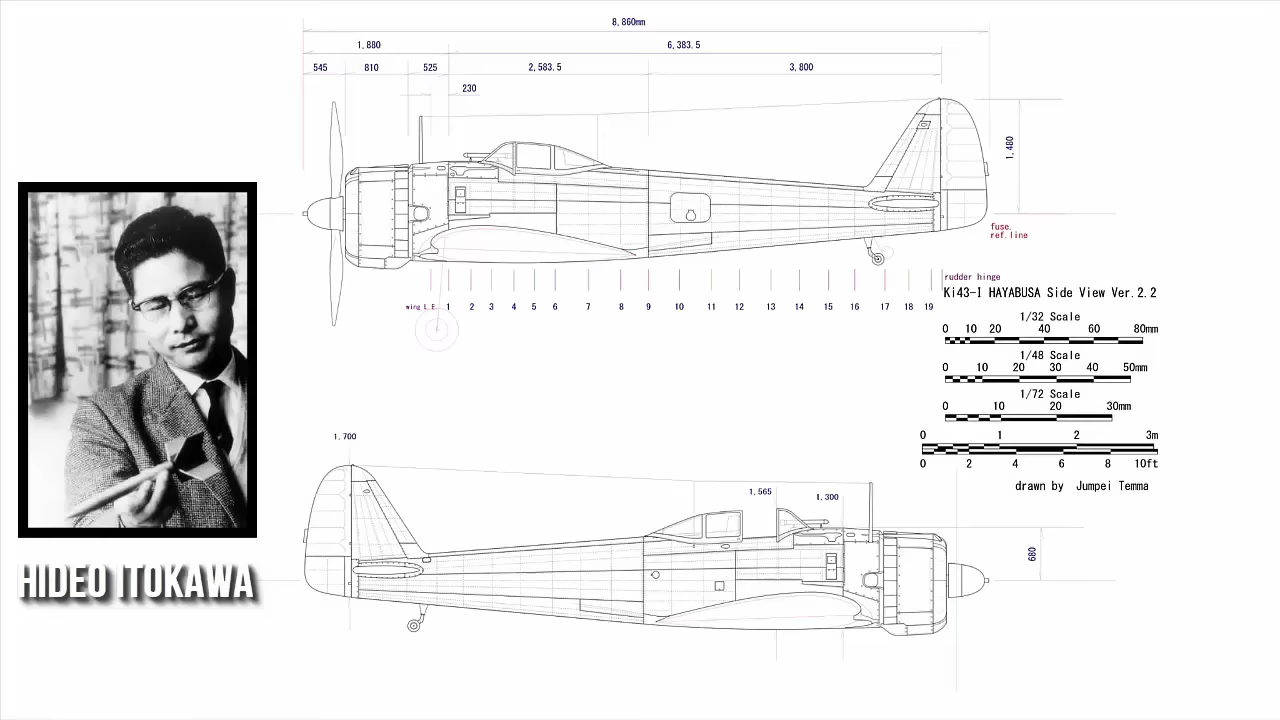 8,860mm
1,880 6,383.5
545 810 525 2,583.5 3,800
230
1,480
fuse.
ref.line
rudder hinge
wing L.E. 1 2 3 4 5 6 7 8 9 10 11 12 13 14 15 16 17 18 19
Ki43-I HAYABUSA Side View Ver.2.2
1/32 Scale
0 10 20 40 60 80mm
1/48 Scale
0 10 20 30 40 50mm
1/72 Scale
0 10 20 30mm
0 1 2 3m
0 2 4 6 8 10ft
drawn by Jumpei Temma
1,700
1,565 1,300
680
HIDEO ITOKAWA